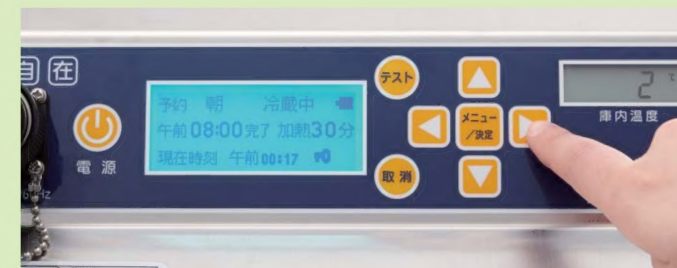 自在
電源
予約 朝 冷蔵中
午前08:00完了 加熱30分
現在時刻 午前00:17
テスト
メニュー
/決定
取消
2 ℃
庫内温度
Hz